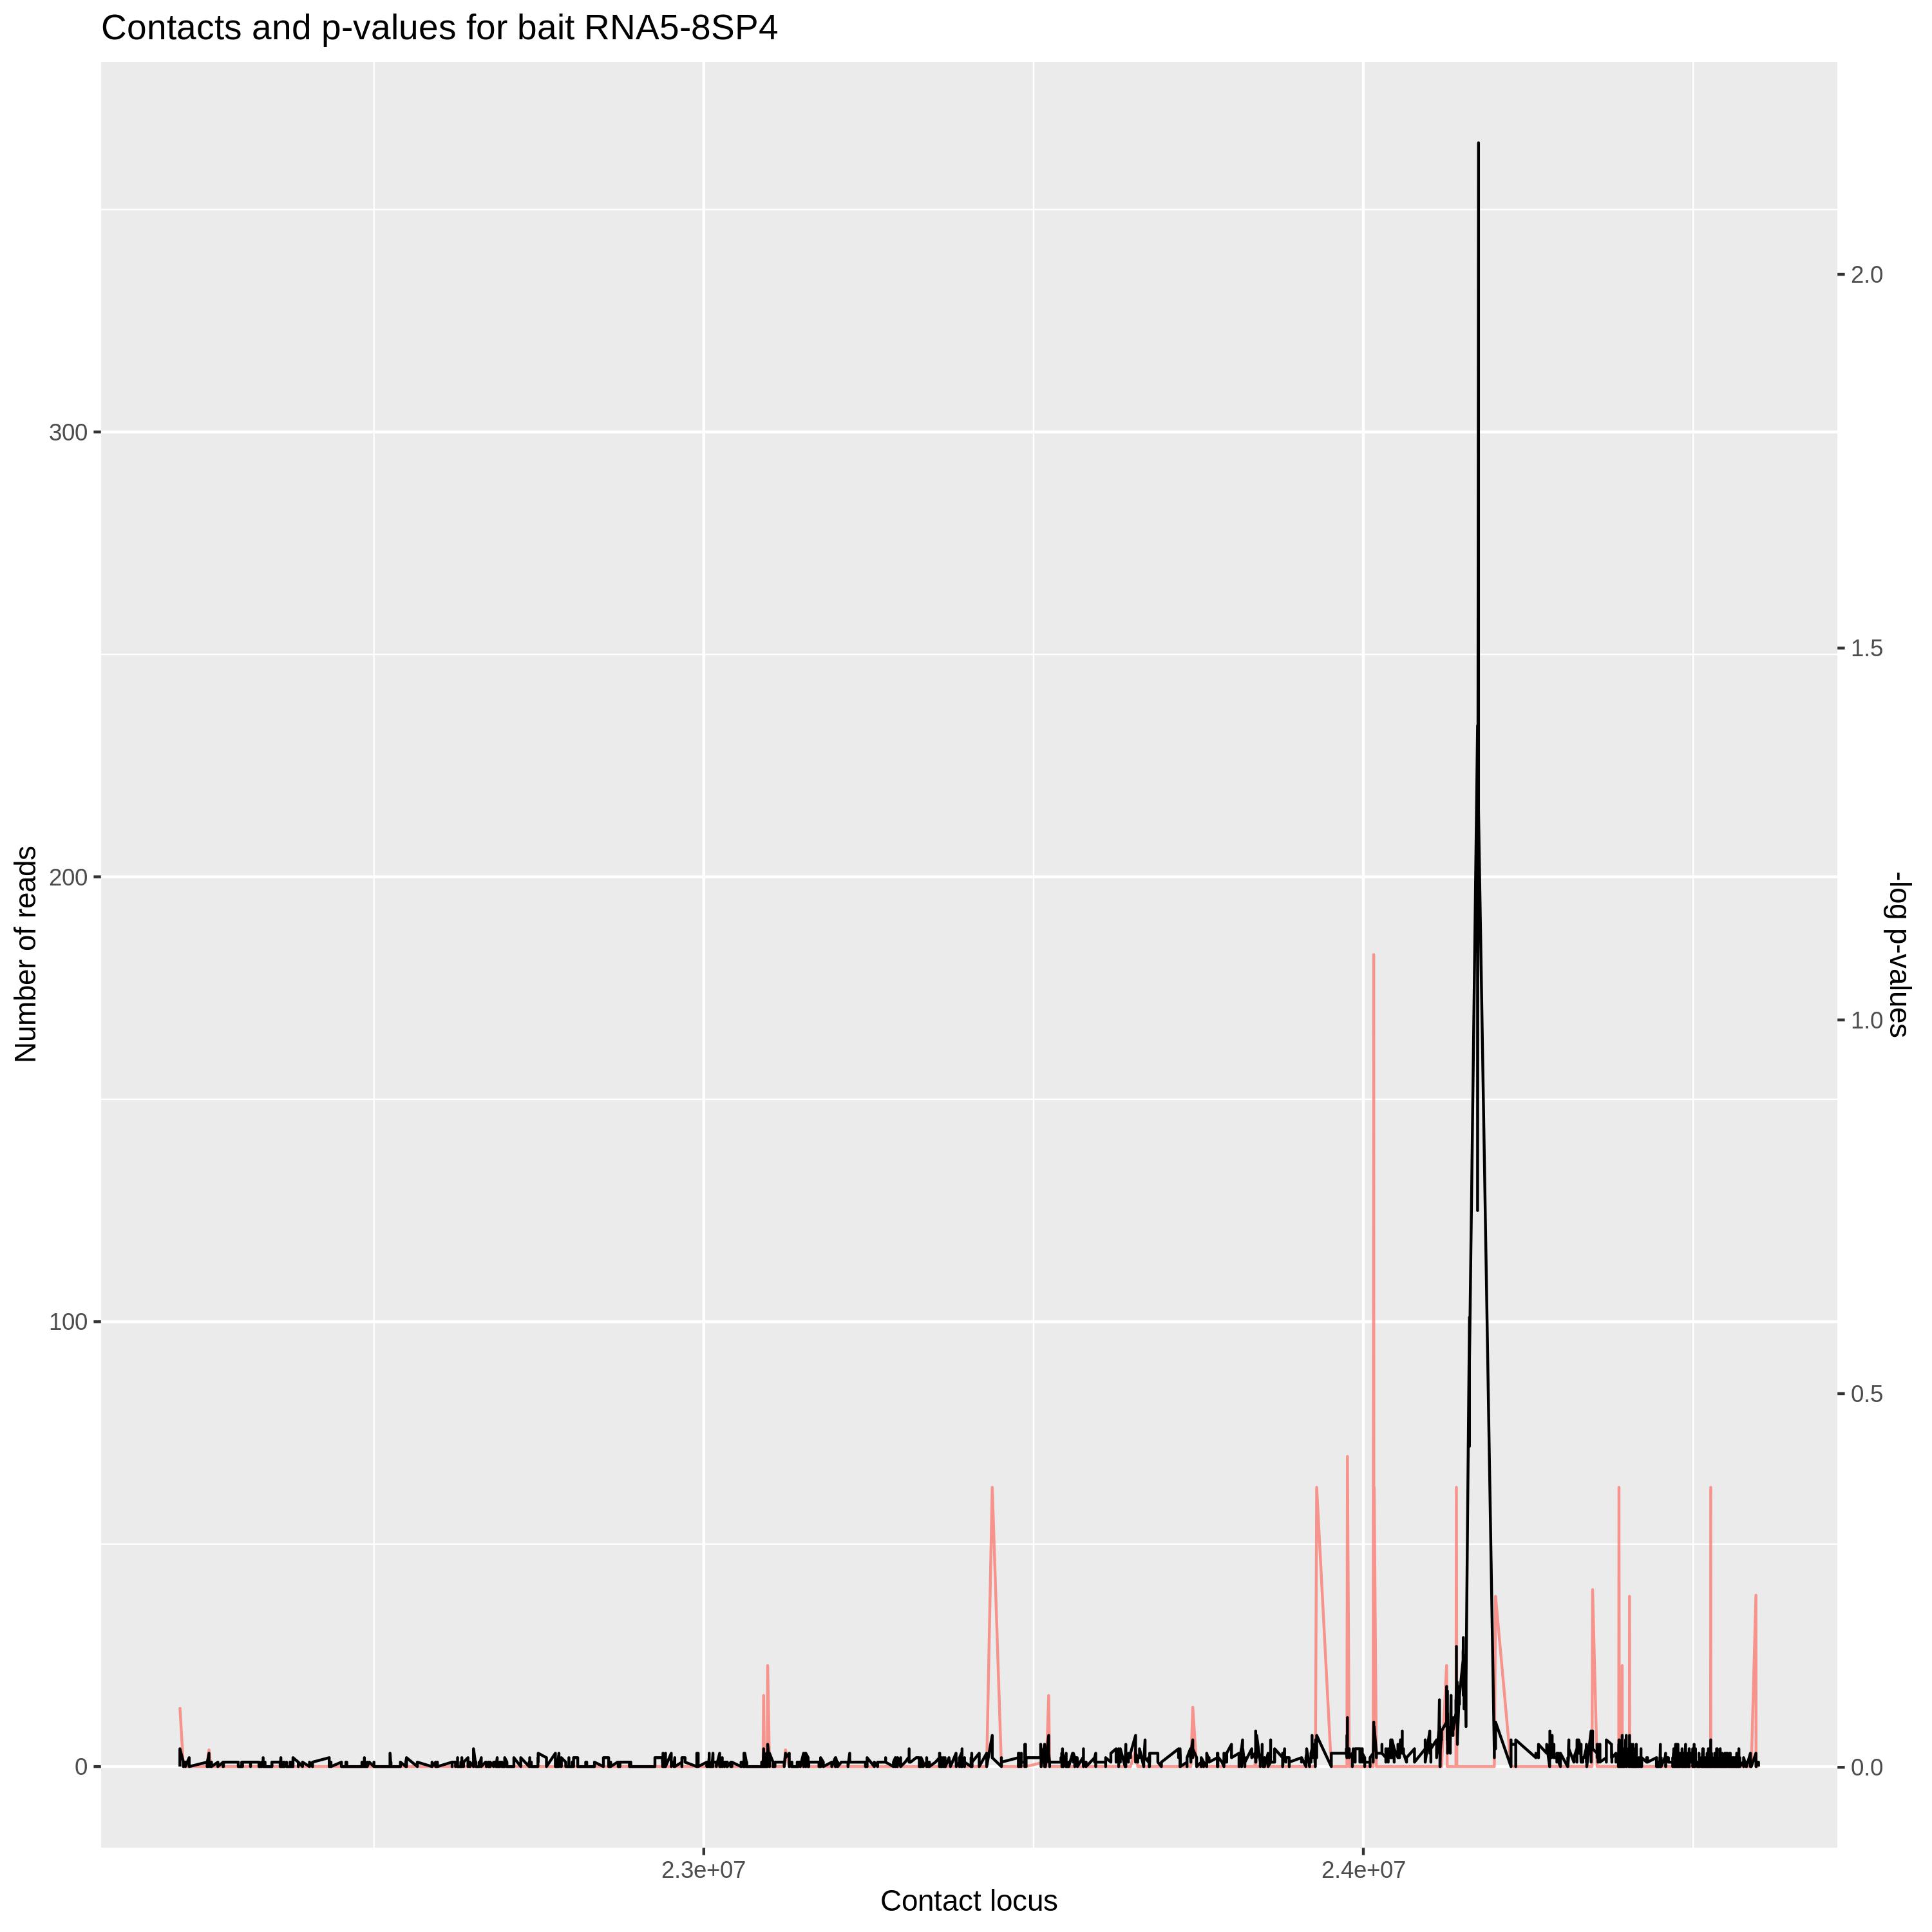 Contacts and p-values for bait RNA5-8SP4
Number of reads
300
200
100
0
2.0
1.5
1.0
0.5
0.0
-log p-values
2.3e+07
2.4e+07
Contact locus